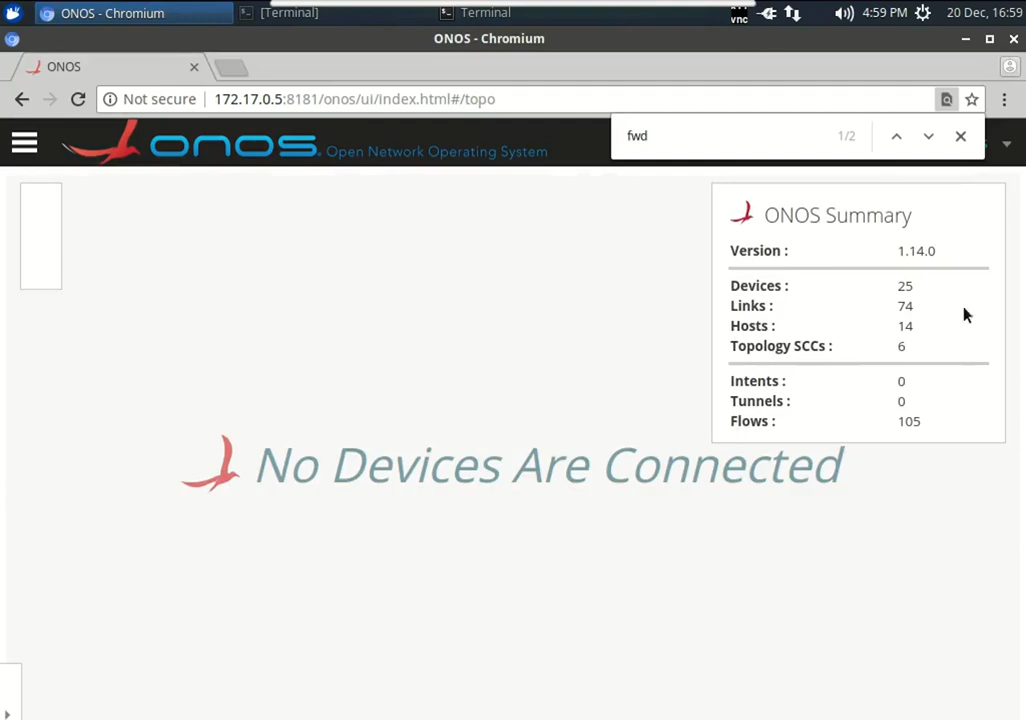 ONOS - Chromium
[Terminal]
Terminal
vnc
4:59 PM
20 Dec, 16:59
ONOS - Chromium
ONOS
Not secure
172.17.0.5:8181/onos/ui/index.html#/topo
fwd
1/2
onos. Open Network Operating System
ONOS Summary
Version : 1.14.0
Devices : 25
Links : 74
Hosts : 14
Topology SCCs : 6
Intents : 0
Tunnels : 0
Flows : 105
No Devices Are Connected